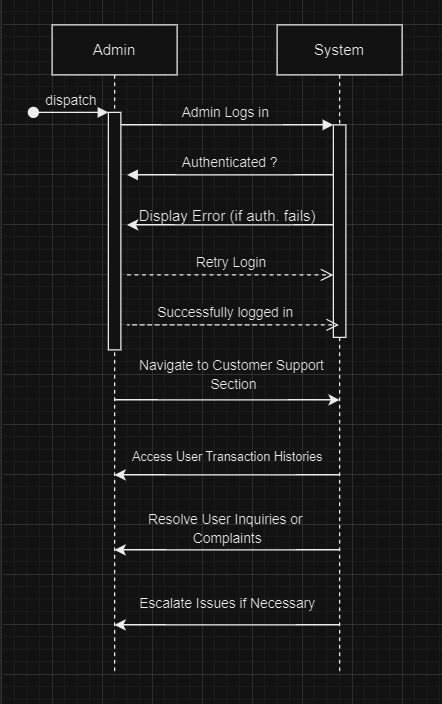 Admin
System
dispatch
Admin Logs in
Authenticated ?
Display Error (if auth. fails)
Retry Login
Successfully logged in
Navigate to Customer Support
Section
Access User Transaction Histories
Resolve User Inquiries or
Complaints
Escalate Issues if Necessary